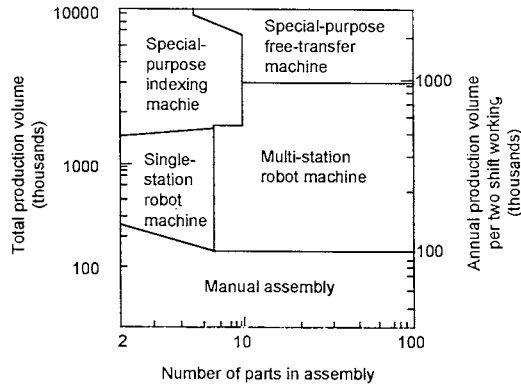 10000
1000
100
Total production volume
(thousands)
Special-
purpose
indexing
machie
Special-purpose
free-transfer
machine
Single-
station
robot
machine
Multi-station
robot machine
Manual assembly
1000
100
Annual production volume
per two shift working
(thousands)
2
10
100
Number of parts in assembly